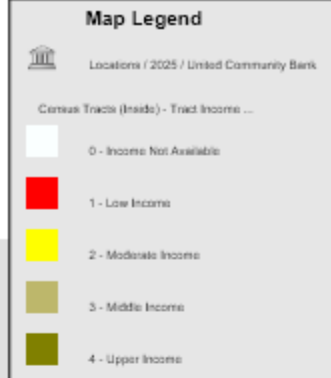 Map Legend
Locations / 2025 / United Community Bank
Census Tracts (Inside) - Tract Income ...
0 - Income Not Available
1 - Low Income
2 - Moderate Income
3 - Middle Income
4 - Upper Income